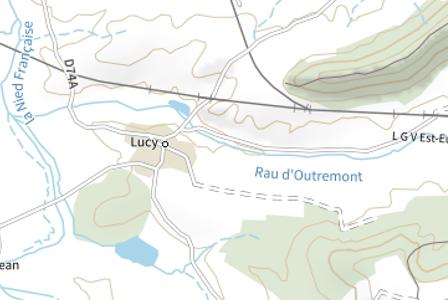 la Nied Française
D74A
Lucy
L G V Est-Eu
Rau d'Outremont
ean